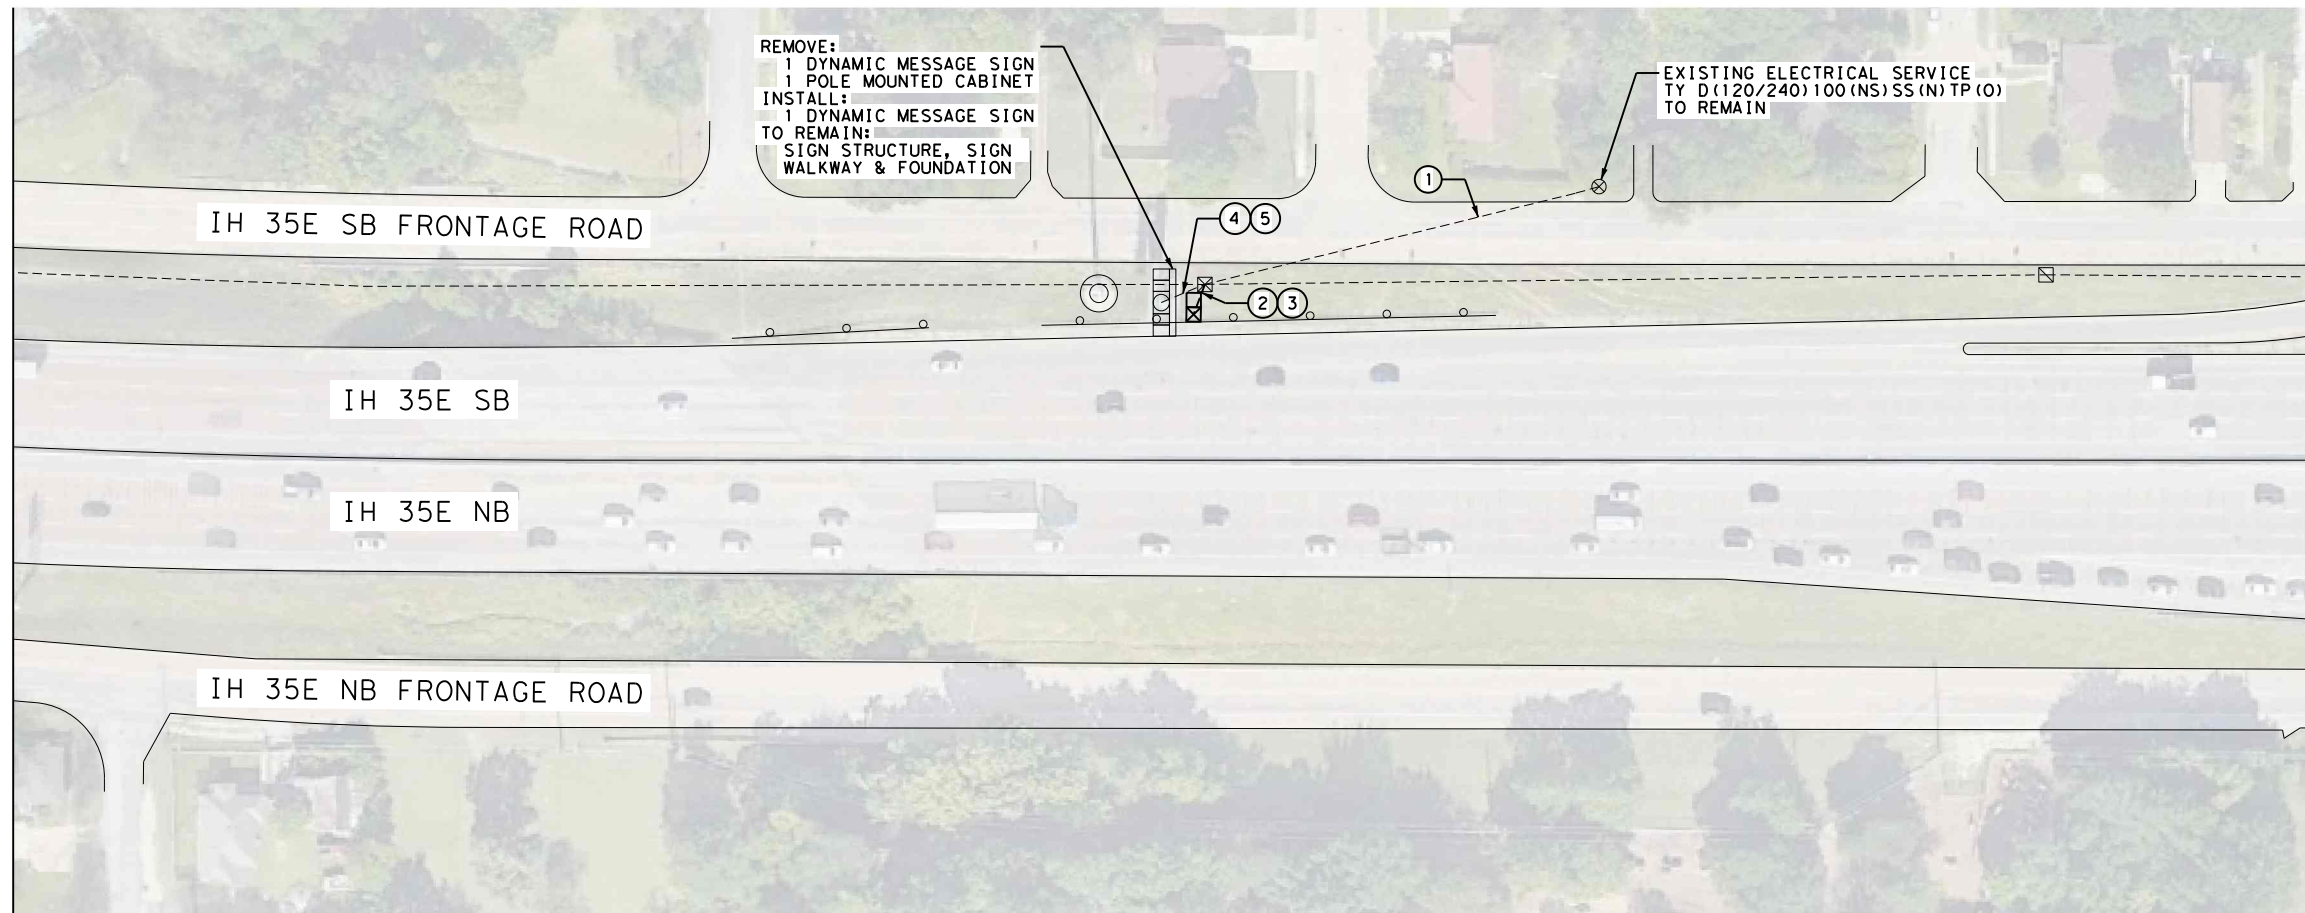 REMOVE:
1 DYNAMIC MESSAGE SIGN
1 POLE MOUNTED CABINET
INSTALL:
1 DYNAMIC MESSAGE SIGN
TO REMAIN:
SIGN STRUCTURE, SIGN
WALKWAY & FOUNDATION
EXISTING ELECTRICAL SERVICE
TY D(120/240)100(NS)SS(N)TP(O)
TO REMAIN
1
4 5
2 3
IH 35E SB FRONTAGE ROAD
IH 35E SB
IH 35E NB
IH 35E NB FRONTAGE ROAD